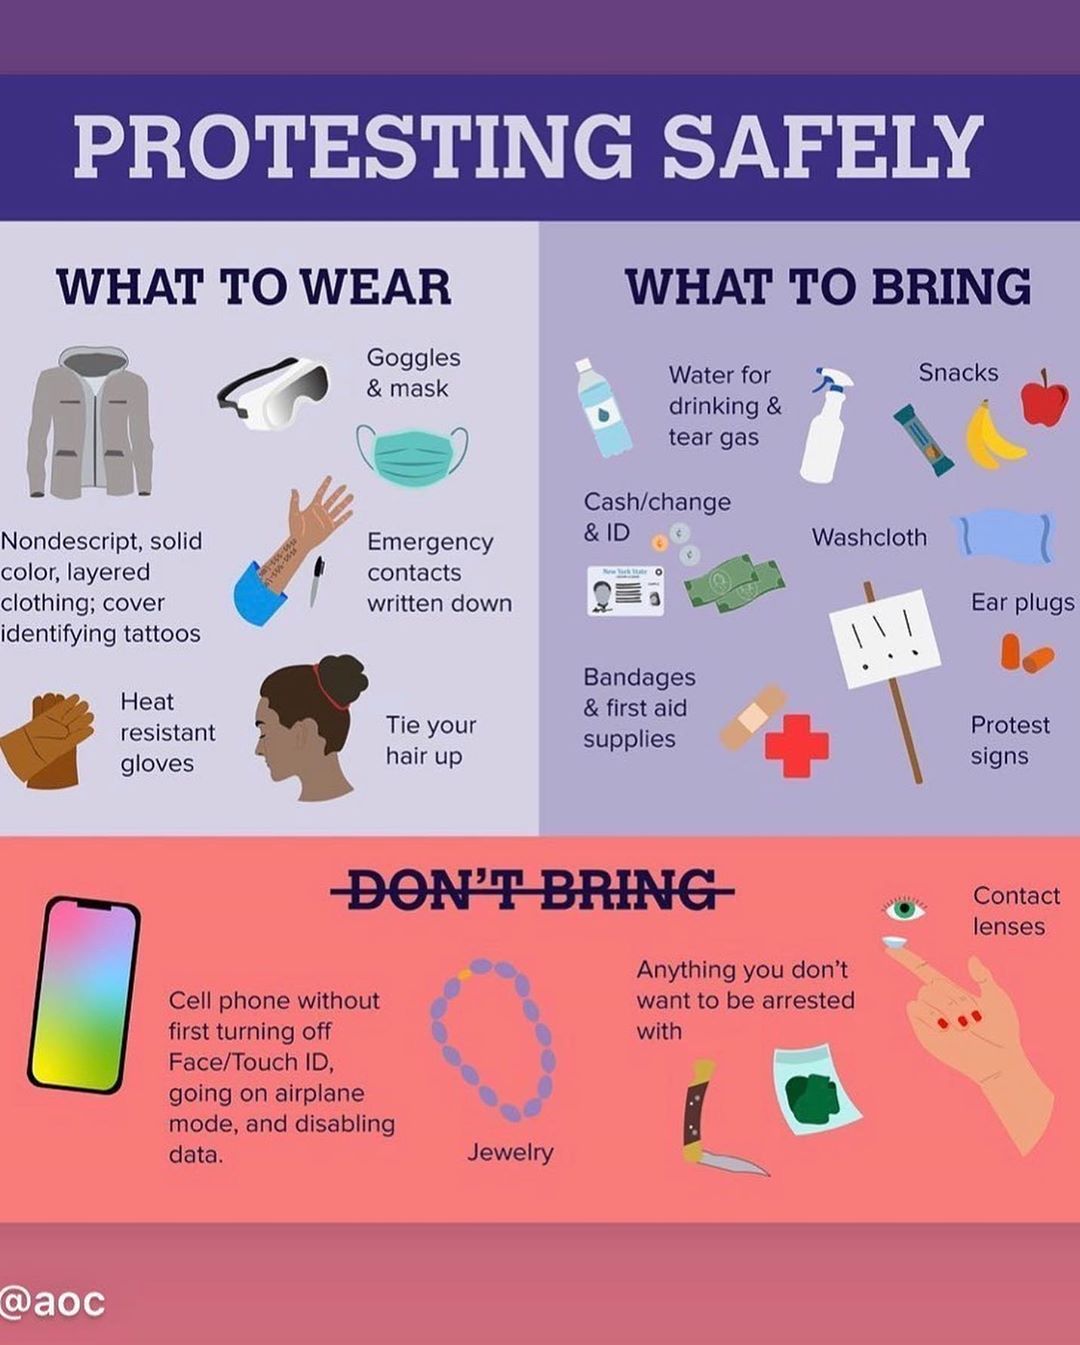 PROTESTING SAFELY
WHAT TO WEAR
Goggles
& mask
Nondescript, solid
color, layered
clothing; cover
identifying tattoos
Emergency
contacts
written down
Heat
resistant
gloves
Tie your
hair up
WHAT TO BRING
Water for
drinking &
tear gas
Snacks
Cash/change
& ID
New York State
Washcloth
Ear plugs
Bandages
& first aid
supplies
!!!
Protest
signs
DON'T BRING
Cell phone without
first turning off
Face/Touch ID,
going on airplane
mode, and disabling
data.
Jewelry
Anything you don't
want to be arrested
with
Contact
lenses
@aoc